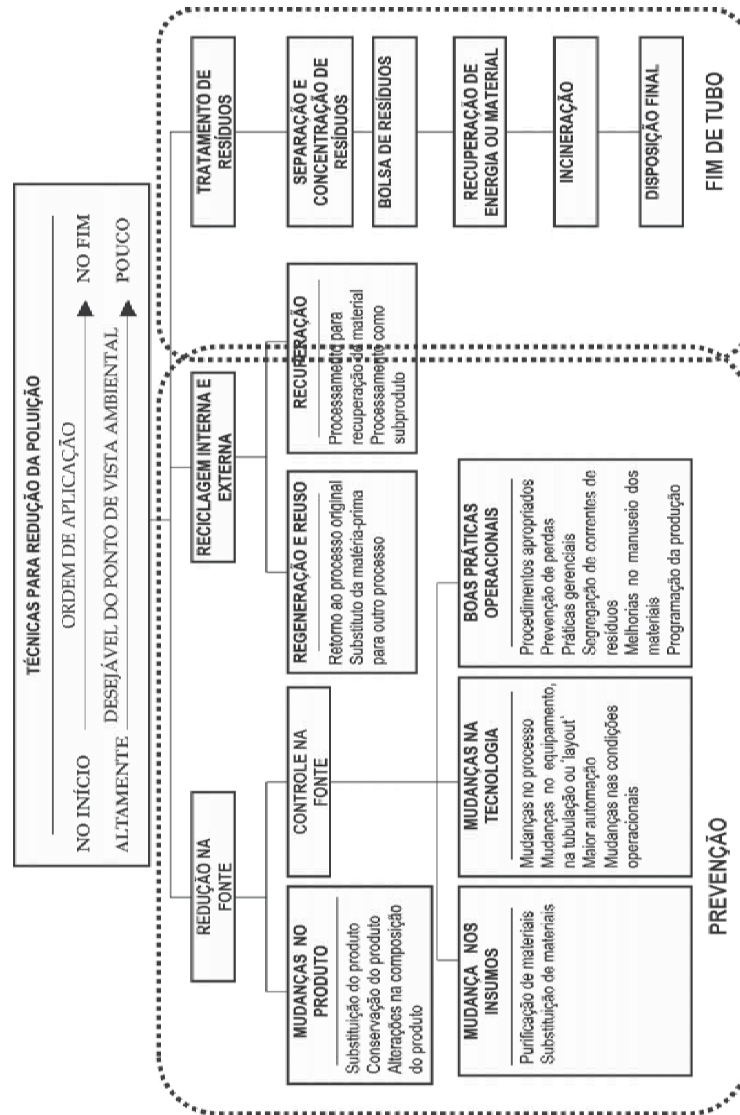 TÉCNICAS PARA REDUÇÃO DA POLUIÇÃO
ORDEM DE APLICAÇÃO
NO INÍCIO
NO FIM
DESEJÁVEL DO PONTO DE VISTA AMBIENTAL
ALTAMENTE
POUCO
REDUÇÃO NA
FONTE
RECICLAGEM INTERNA E
EXTERNA
TRATAMENTO DE
RESÍDUOS
MUDANÇAS NO
PRODUTO
Substituição do produto
Conservação do produto
Alterações na composição
do produto
CONTROLE NA
FONTE
REGENERAÇÃO E REUSO
Retorno ao processo original
Substituto da matéria-prima
para outro processo
RECUPERAÇÃO
Processamento para
recuperação de material
Processamento como
subproduto
SEPARAÇÃO E
CONCENTRAÇÃO DE
RESÍDUOS
BOLSA DE RESÍDUOS
MUDANÇA NOS
INSUMOS
Purificação de materiais
Substituição de materiais
MUDANÇAS NA
TECNOLOGIA
Mudanças no processo
Mudanças no equipamento,
na tubulação ou 'layout'
Maior automação
Mudanças nas condições
operacionais
BOAS PRÁTICAS
OPERACIONAIS
Procedimentos apropriados
Prevenção de perdas
Práticas gerenciais
Segregação de correntes de
resíduos
Melhorias no manuseio dos
materiais
Programação da produção
RECUPERAÇÃO DE
ENERGIA OU MATERIAL
INCINERAÇÃO
DISPOSIÇÃO FINAL
PREVENÇÃO
FIM DE TUBO